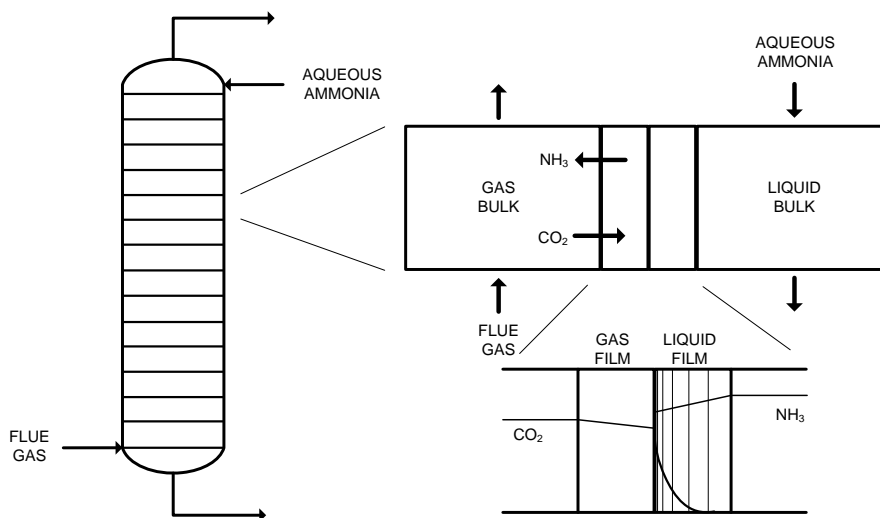 AQUEOUS
AMMONIA
FLUE
GAS
AQUEOUS
AMMONIA
NH₃
GAS
BULK
LIQUID
BULK
CO₂
FLUE
GAS
GAS
FILM
LIQUID
FILM
CO₂
NH₃